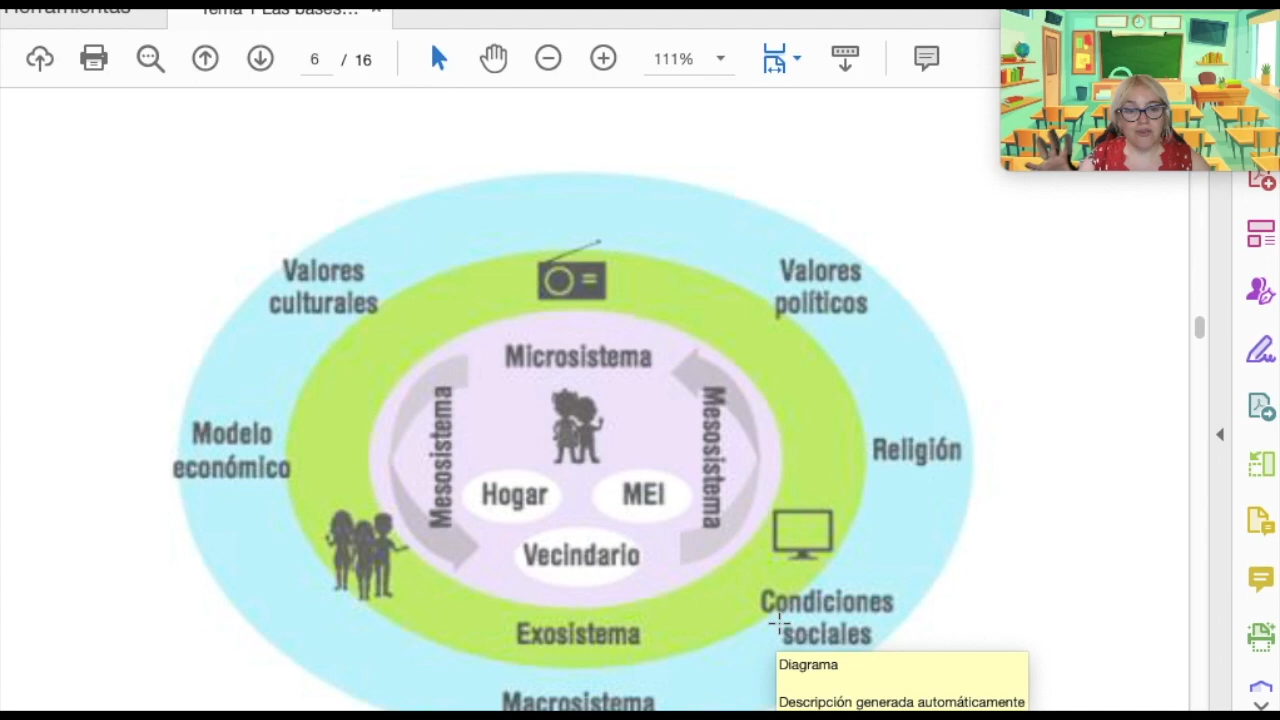 Herramientas
Tema 1 Las bases...
6 / 16
111%
Valores
culturales
Valores
políticos
Microsistema
Mesosistema
Mesosistema
Modelo
económico
Religión
Hogar
MEI
Vecindario
Condiciones
sociales
Exosistema
Macrosistema
Diagrama
Descripción generada automáticamente